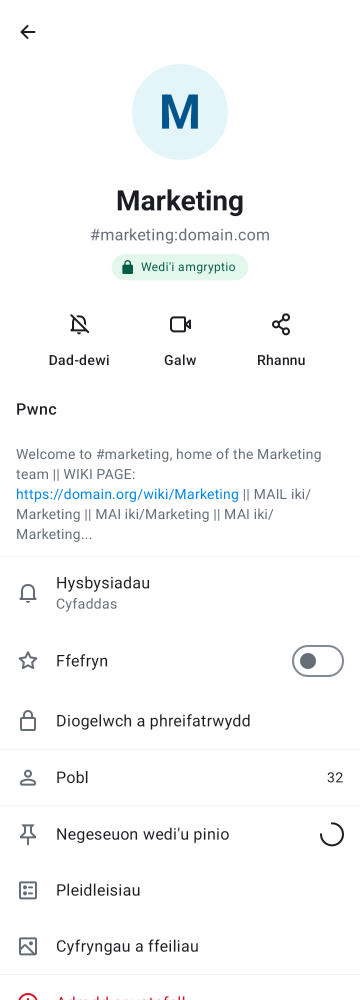 M
Marketing
#marketing:domain.com
Wedi'i amgryptio
Dad-dewi
Galw
Rhannu
Pwnc
Welcome to #marketing, home of the Marketing
team || WIKI PAGE:
https://domain.org/wiki/Marketing || MAIL iki/
Marketing || MAI iki/Marketing || MAI iki/
Marketing...
Hysbysiadau
Cyfaddas
Ffefryn
Diogelwch a phreifatrwydd
Pobl
32
Negeseuon wedi'u pinio
Pleidleisiau
Cyfryngau a ffeiliau